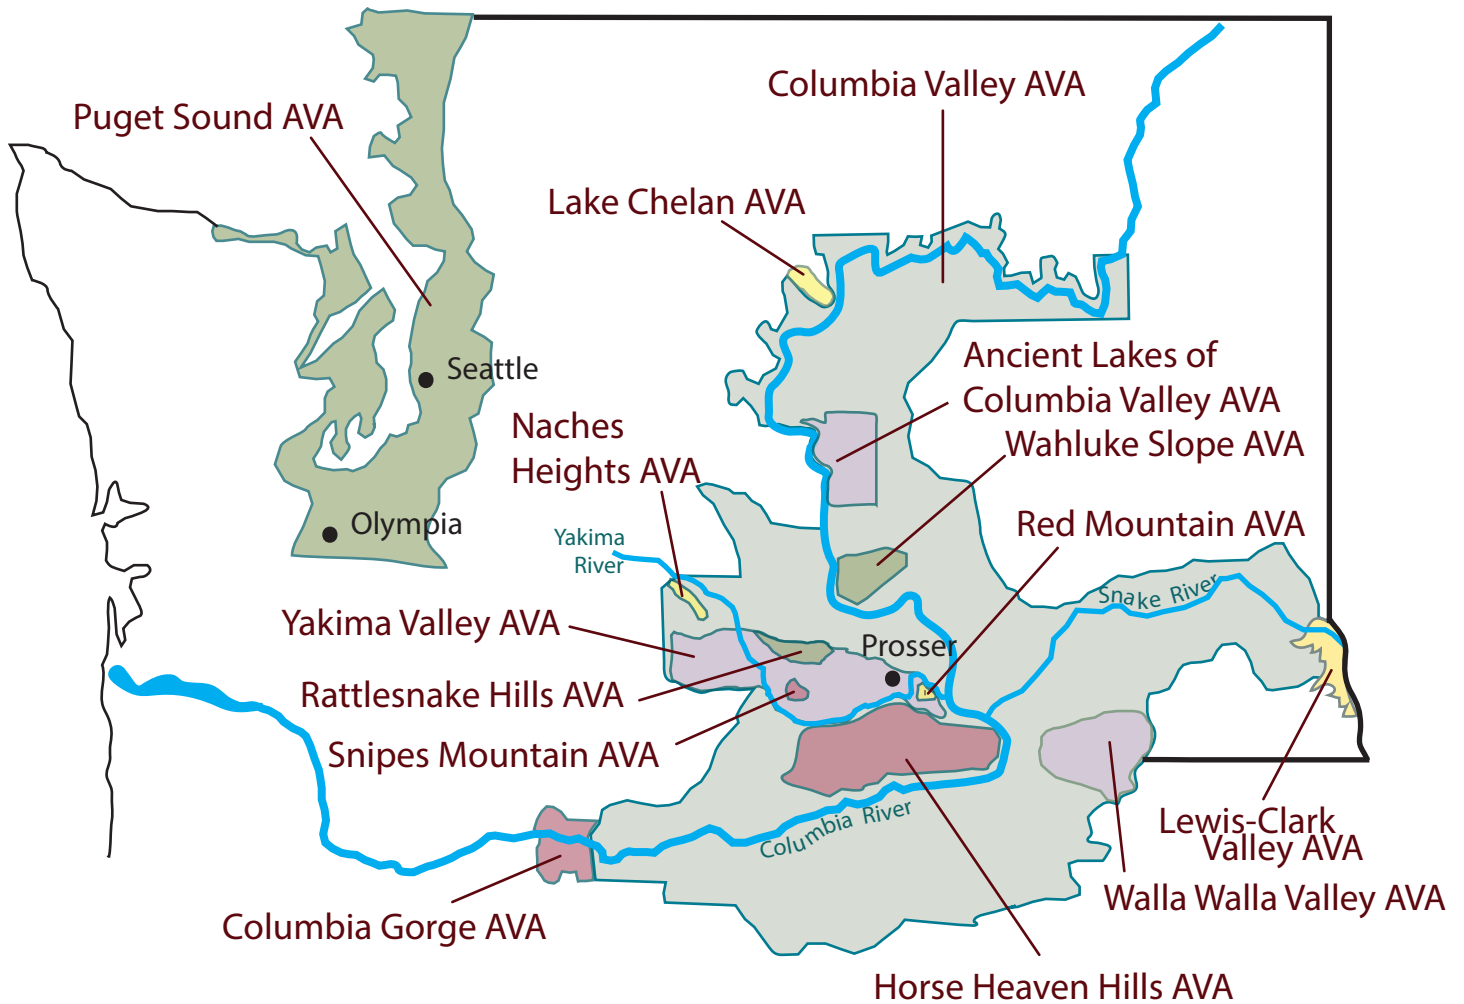 Columbia Valley AVA
Puget Sound AVA
Lake Chelan AVA
Ancient Lakes of
Columbia Valley AVA
Seattle
Naches
Heights AVA
Wahluke Slope AVA
Olympia
Red Mountain AVA
Yakima
River
Snake River
Yakima Valley AVA
Prosser
Rattlesnake Hills AVA
Snipes Mountain AVA
Columbia River
Lewis-Clark
Valley AVA
Walla Walla Valley AVA
Columbia Gorge AVA
Horse Heaven Hills AVA